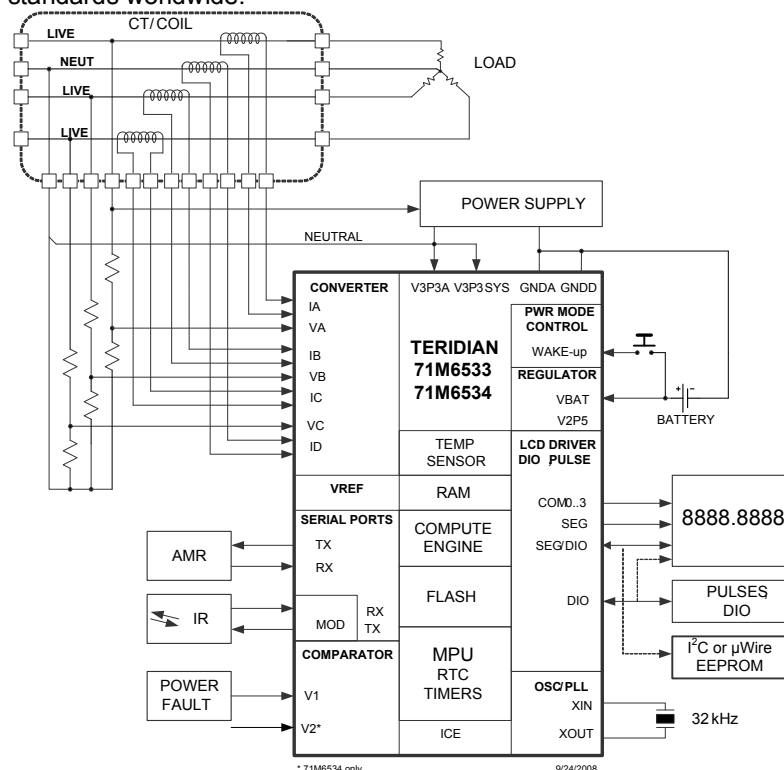 standards worldwide.
CT/COIL
LIVE
NEUT
LOAD
LIVE
LIVE
POWER SUPPLY
NEUTRAL
CONVERTER
V3P3A V3P3SYS GNDA GNDD
IA
VA
IB
VB
IC
VC
ID
TERIDIAN
71M6533
71M6534
PWR MODE
CONTROL
WAKE-up
REGULATOR
VBAT
V2P5
+ -
BATTERY
TEMP
SENSOR
LCD DRIVER
DIO, PULSE
VREF
RAM
COM0..3
SEG
SEG/DIO
8888.8888
SERIAL PORTS
TX
RX
AMR
COMPUTE
ENGINE
FLASH
DIO
PULSES,
DIO
IR
MOD
RX
TX
I²C or µWire
EEPROM
COMPARATOR
MPU
RTC
TIMERS
POWER
FAULT
V1
V2*
OSC/PLL
XIN
XOUT
32 kHz
ICE
* 71M6534 only
9/24/2008